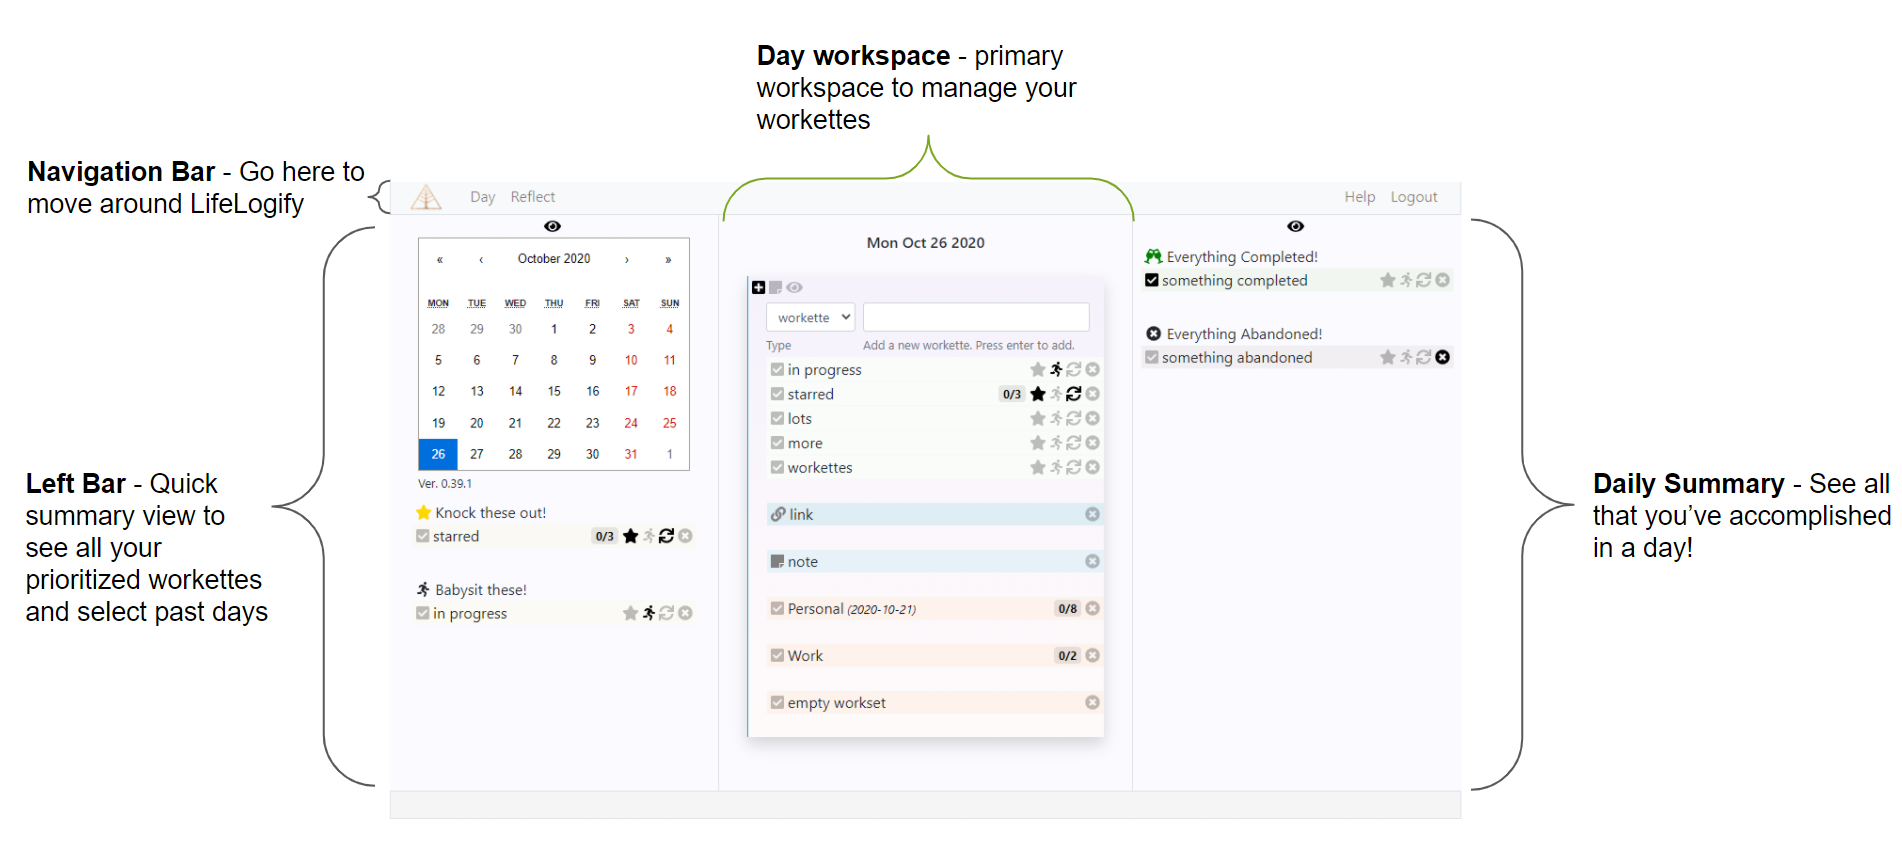 Day workspace - primary
workspace to manage your
workettes
Navigation Bar - Go here to
move around LifeLogify
Day Reflect
Help Logout
Left Bar - Quick
summary view to
see all your
prioritized workettes
and select past days
« ‹ October 2020 › »
MON TUE WED THU FRI SAT SUN
28 29 30 1 2 3 4
5 6 7 8 9 10 11
12 13 14 15 16 17 18
19 20 21 22 23 24 25
26 27 28 29 30 31 1
Ver. 0.39.1
Knock these out!
starred 0/3
Babysit these!
in progress
Mon Oct 26 2020
workette
Type Add a new workette. Press enter to add.
in progress
starred 0/3
lots
more
workettes
link
note
Personal (2020-10-21) 0/8
Work 0/2
empty workset
Everything Completed!
something completed
Everything Abandoned!
something abandoned
Daily Summary - See all
that you’ve accomplished
in a day!